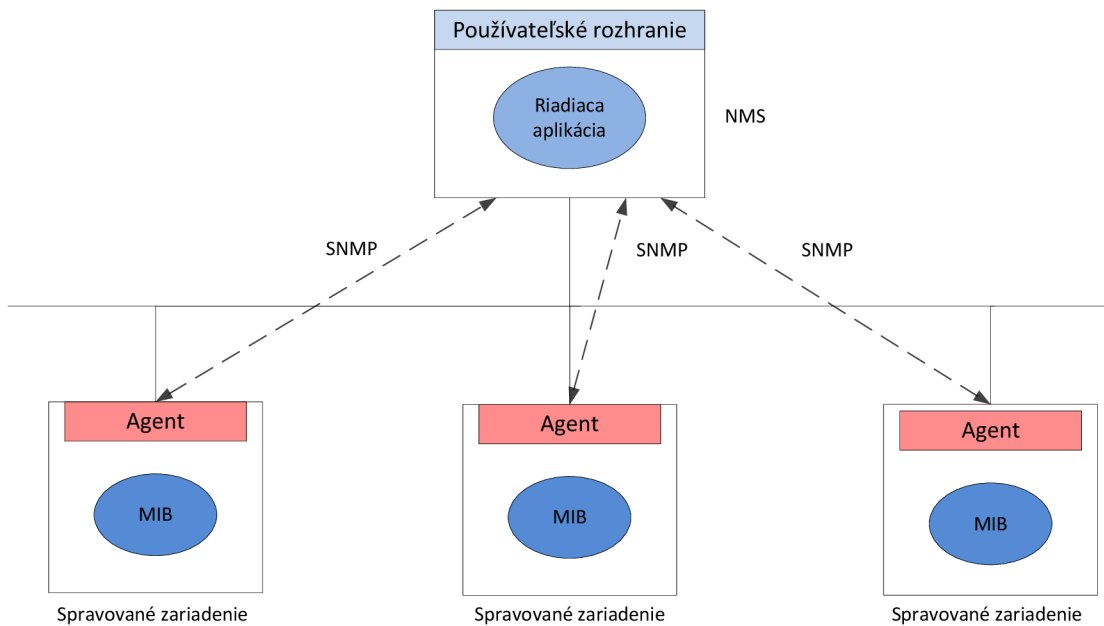 Používateľské rozhranie
Riadiaca
aplikácia
NMS
SNMP
SNMP
SNMP
Agent
Agent
Agent
MIB
MIB
MIB
Spravované zariadenie
Spravované zariadenie
Spravované zariadenie